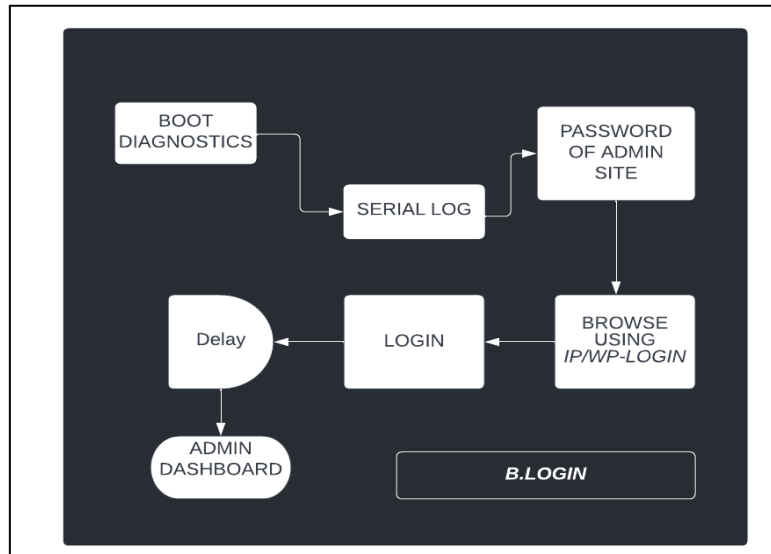 BOOT
DIAGNOSTICS
SERIAL LOG
PASSWORD
OF ADMIN
SITE
BROWSE
USING
IP/WP-LOGIN
LOGIN
Delay
ADMIN
DASHBOARD
B.LOGIN